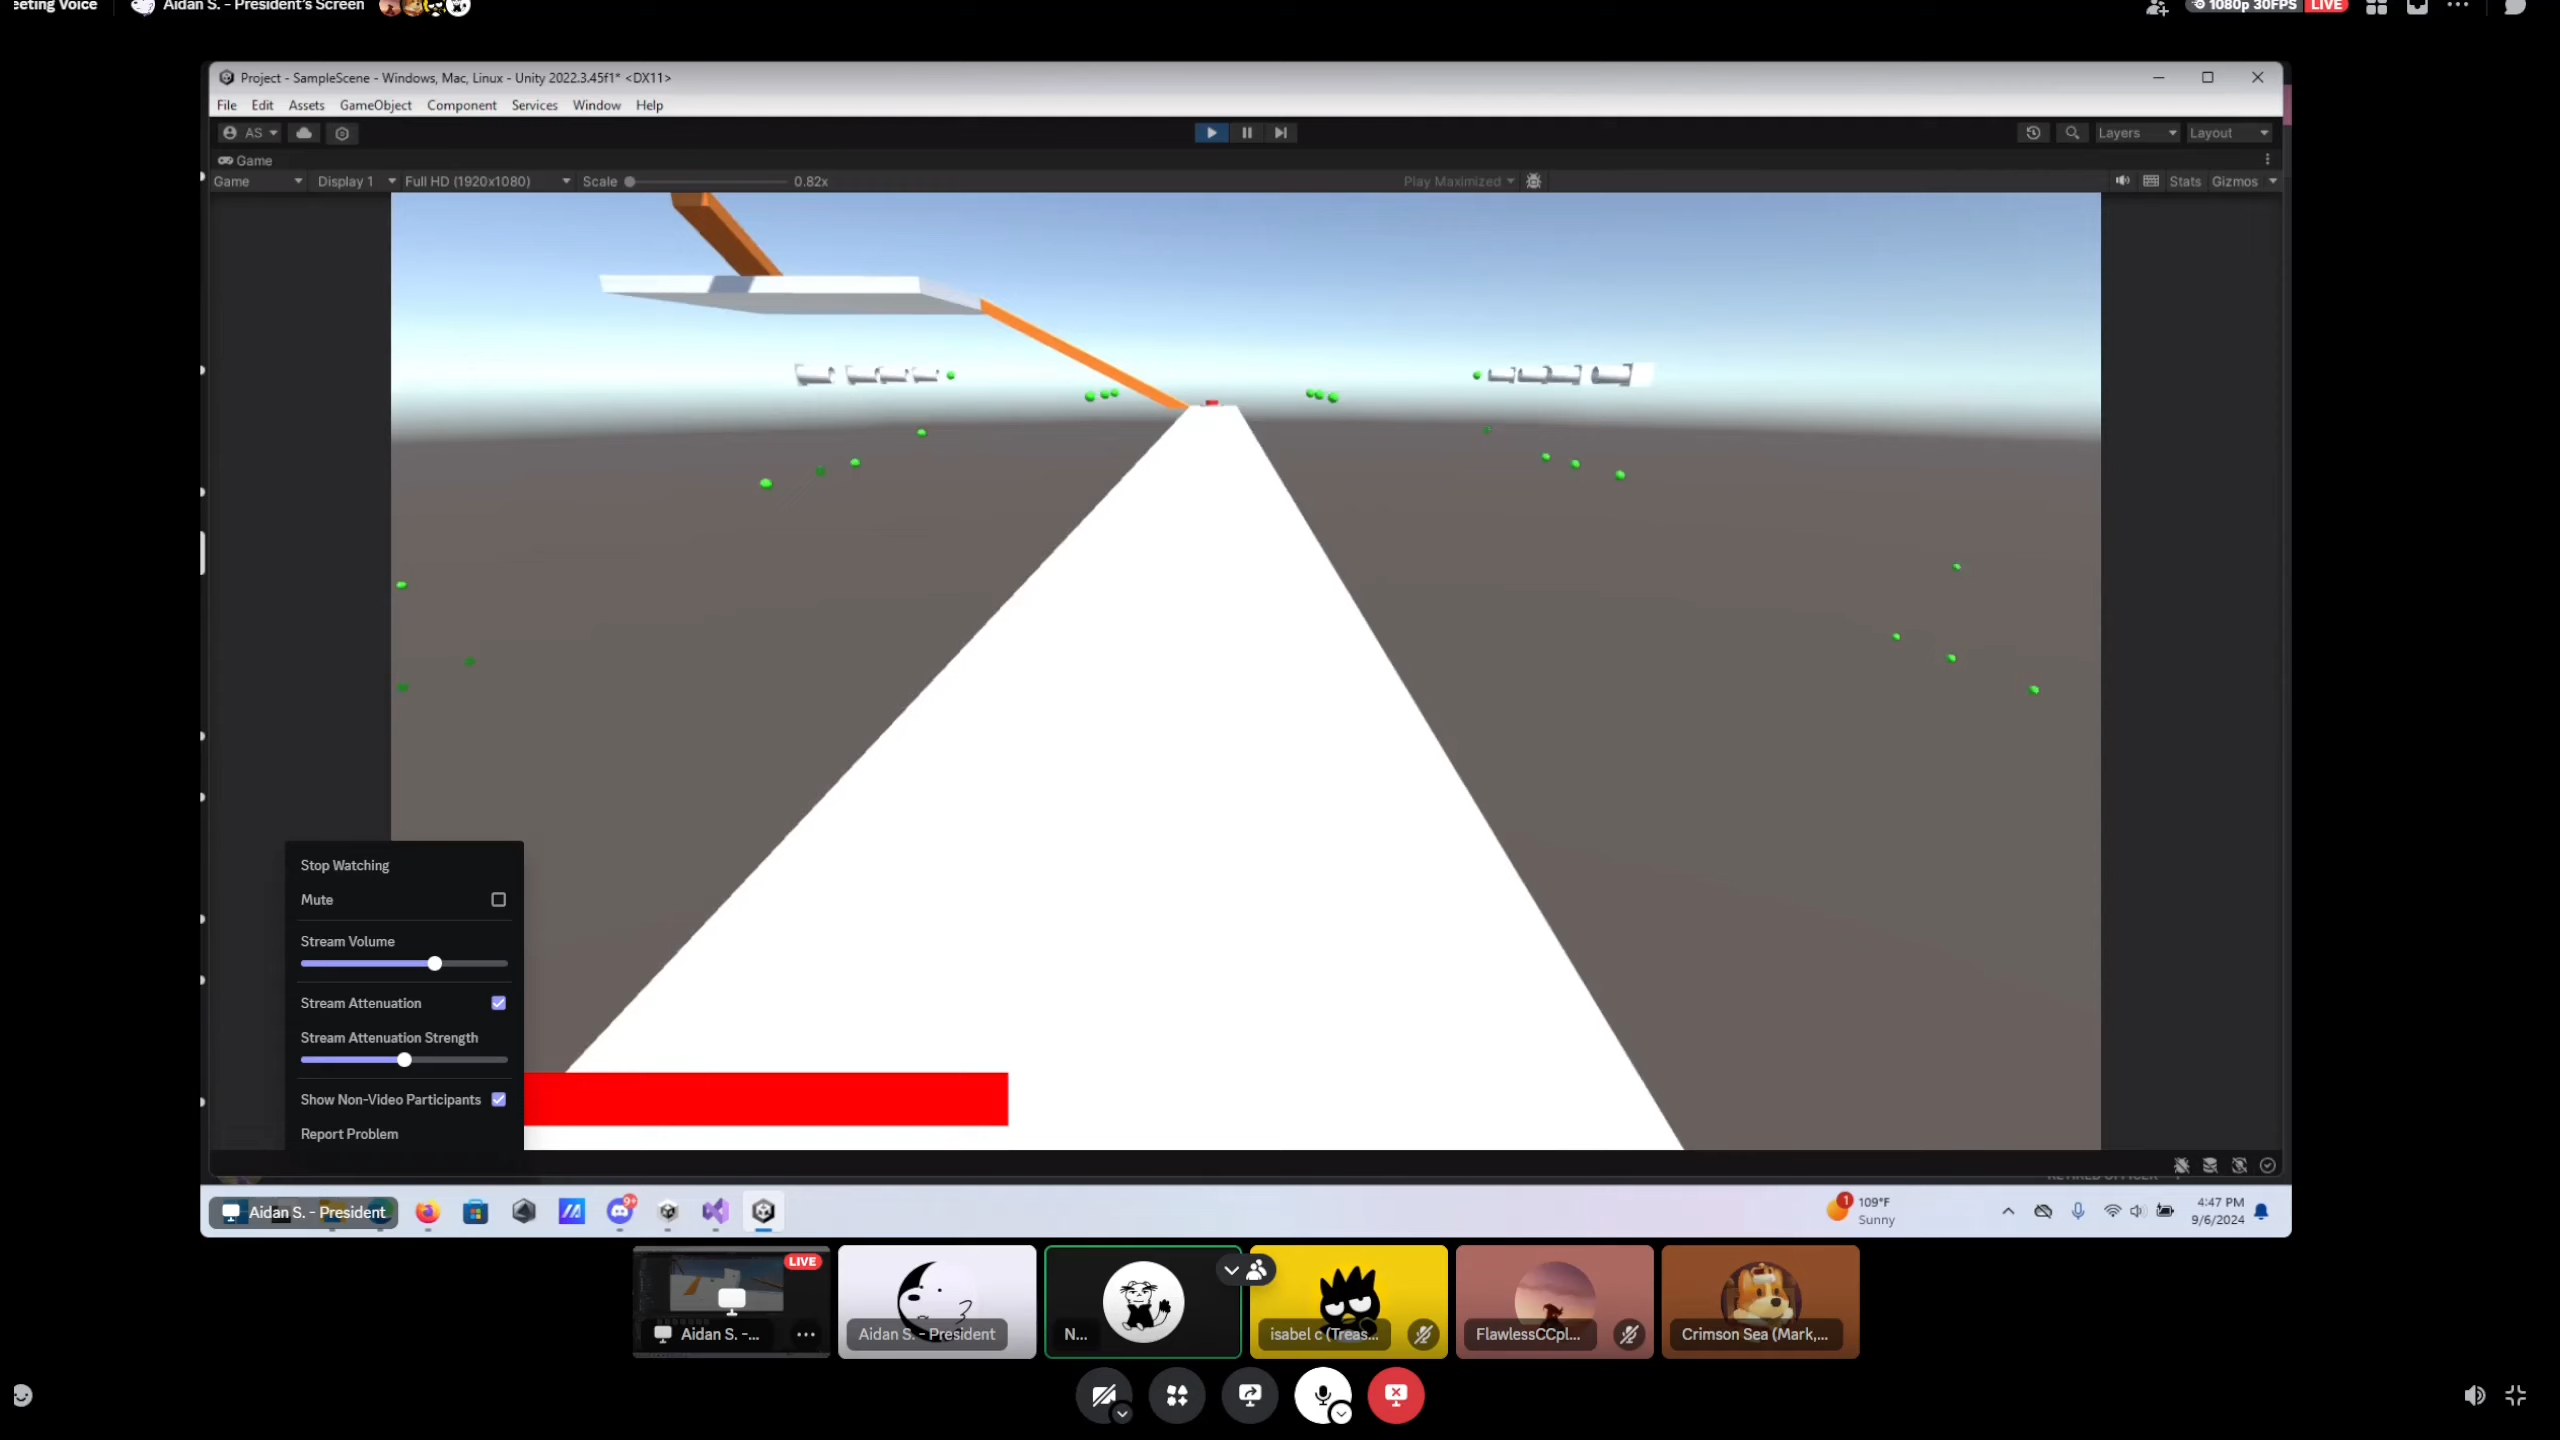 eeting Voice
Aidan S. - President's Screen
1080p 30FPS
LIVE
Project - SampleScene - Windows, Mac, Linux - Unity 2022.3.45f1* <DX11>
File Edit Assets GameObject Component Services Window Help
AS
Layers
Layout
Game
Game
Display 1
Full HD (1920x1080)
Scale
0.82x
Play Maximized
Stats
Gizmos
Stop Watching
Mute
Stream Volume
Stream Attenuation
Stream Attenuation Strength
Show Non-Video Participants
Report Problem
Aidan S. - President
9+
1
109°F
Sunny
4:47 PM
9/6/2024
LIVE
Aidan S. -...
Aidan S. - President
N...
isabel c (Treas...
FlawlessCCpl...
Crimson Sea (Mark,...